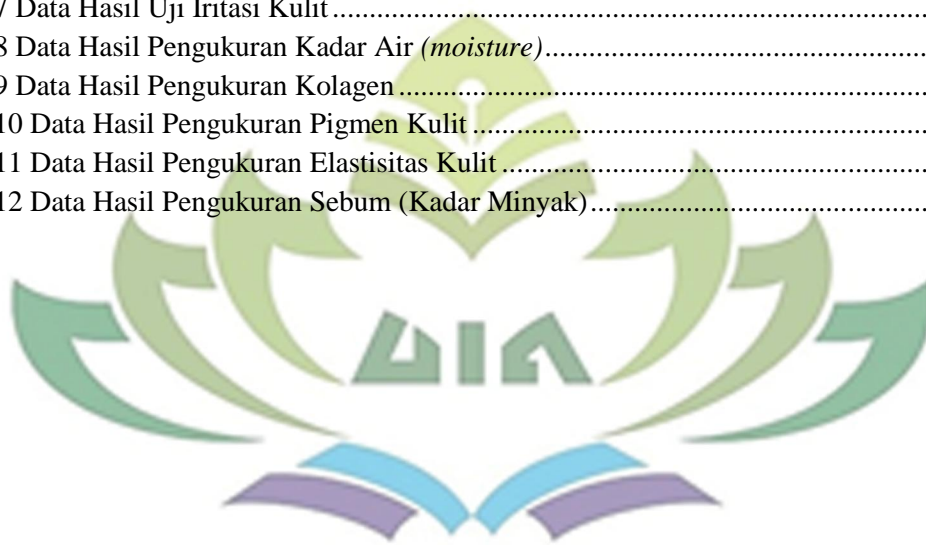 7 Data Hasil Uji Iritasi Kulit........................................................................................
8 Data Hasil Pengukuran Kadar Air (moisture)..........................................................
9 Data Hasil Pengukuran Kolagen..............................................................................
10 Data Hasil Pengukuran Pigmen Kulit....................................................................
11 Data Hasil Pengukuran Elastisitas Kulit................................................................
12 Data Hasil Pengukuran Sebum (Kadar Minyak)....................................................
UIN